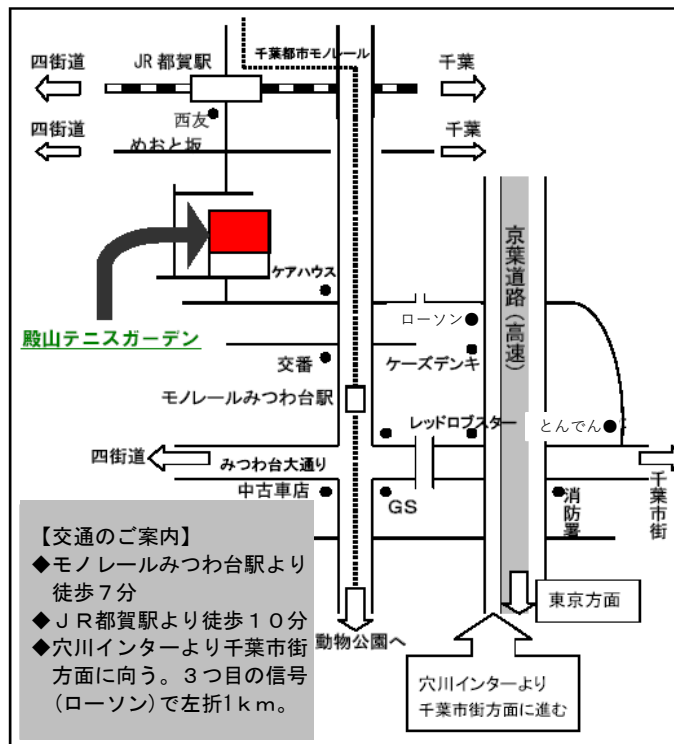 千葉都市モノレール
四街道
JR 都賀駅
千葉
西友
四街道
めおと坂
千葉
京葉道路(高速)
ケアハウス
ローソン
殿山テニスガーデン
交番
ケーズデンキ
モノレールみつわ台駅
レッドロブスター
とんでん
四街道
みつわ台大通り
千葉市街
中古車店
GS
消防署
【交通のご案内】
◆モノレールみつわ台駅より
徒歩7分
◆JR都賀駅より徒歩10分
◆穴川インターより千葉市街
方面に向う。3つ目の信号
(ローソン)で左折1km。
動物公園へ
東京方面
穴川インターより
千葉市街方面に進む